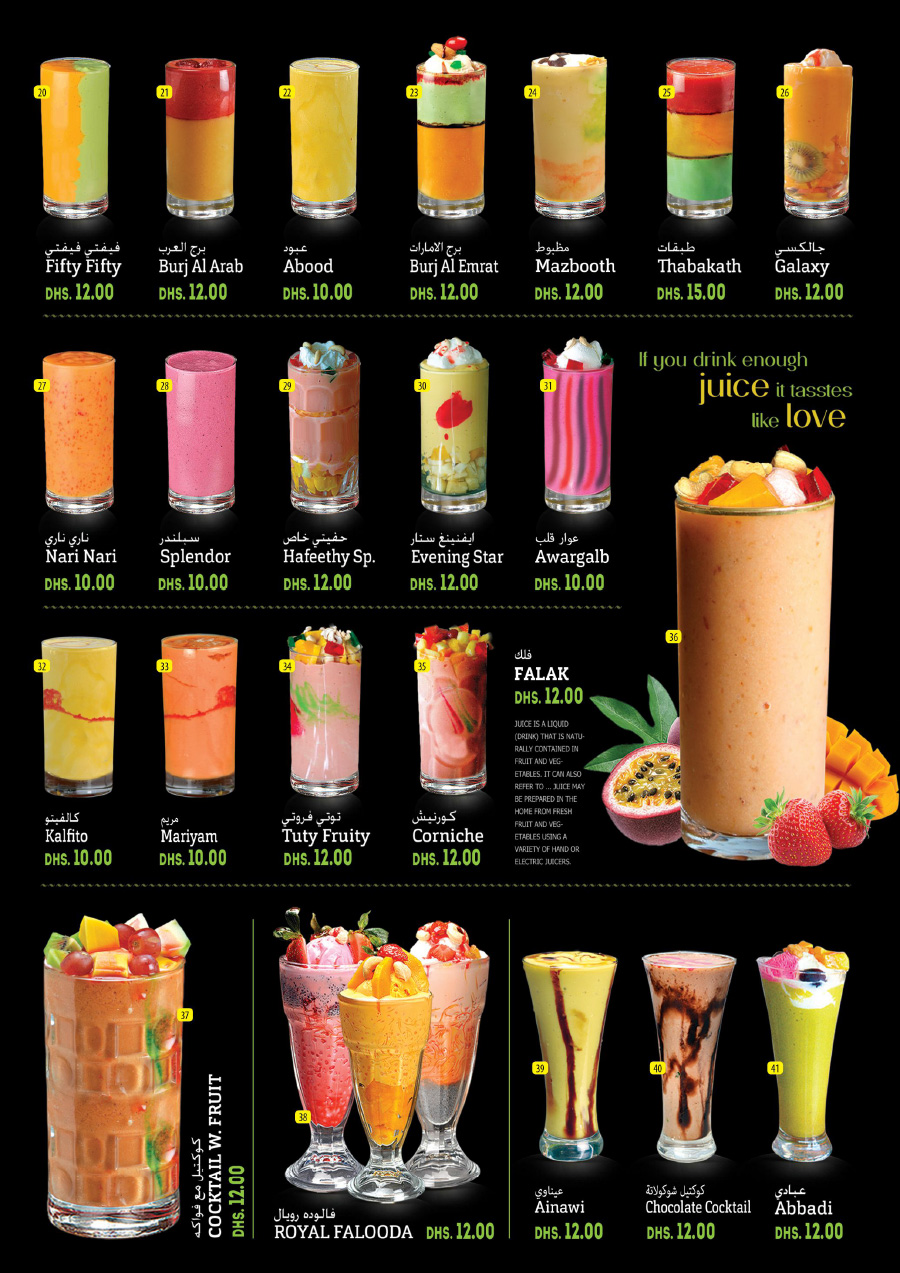 20
21
22
23
24
25
26
فيفتي فيفتي
Fifty Fifty
DHS. 12.00
برج العرب
Burj Al Arab
DHS. 12.00
عبود
Abood
DHS. 10.00
برج الامارات
Burj Al Emrat
DHS. 12.00
مظبوط
Mazbooth
DHS. 12.00
طبقات
Thabakath
DHS. 15.00
جالكسي
Galaxy
DHS. 12.00
27
28
29
30
31
If you drink enough
juice it tasstes
like love
ناري ناري
Nari Nari
DHS. 10.00
سبلندر
Splendor
DHS. 10.00
حفيتي خاص
Hafeethy Sp.
DHS. 12.00
ايفنينغ ستار
Evening Star
DHS. 12.00
عوار قلب
Awargalb
DHS. 10.00
32
33
34
35
36
كالفيتو
Kalfito
DHS. 10.00
مريم
Mariyam
DHS. 10.00
توتي فروتي
Tuty Fruity
DHS. 12.00
كورنيش
Corniche
DHS. 12.00
فلك
FALAK
DHS. 12.00
JUICE IS A LIQUID
(DRINK) THAT IS NATU-
RALLY CONTAINED IN
FRUIT AND VEG-
ETABLES. IT CAN ALSO
REFER TO ... JUICE MAY
BE PREPARED IN THE
HOME FROM FRESH
FRUIT AND VEG-
ETABLES USING A
VARIETY OF HAND OR
ELECTRIC JUICERS.
37
كوكتيل مع فواكه
COCKTAIL W. FRUIT
DHS. 12.00
38
فالوده رويال
ROYAL FALOODA DHS. 12.00
39
40
41
عيناوي
Ainawi
DHS. 12.00
كوكتيل شوكولاتة
Chocolate Cocktail
DHS. 12.00
عبادي
Abbadi
DHS. 12.00